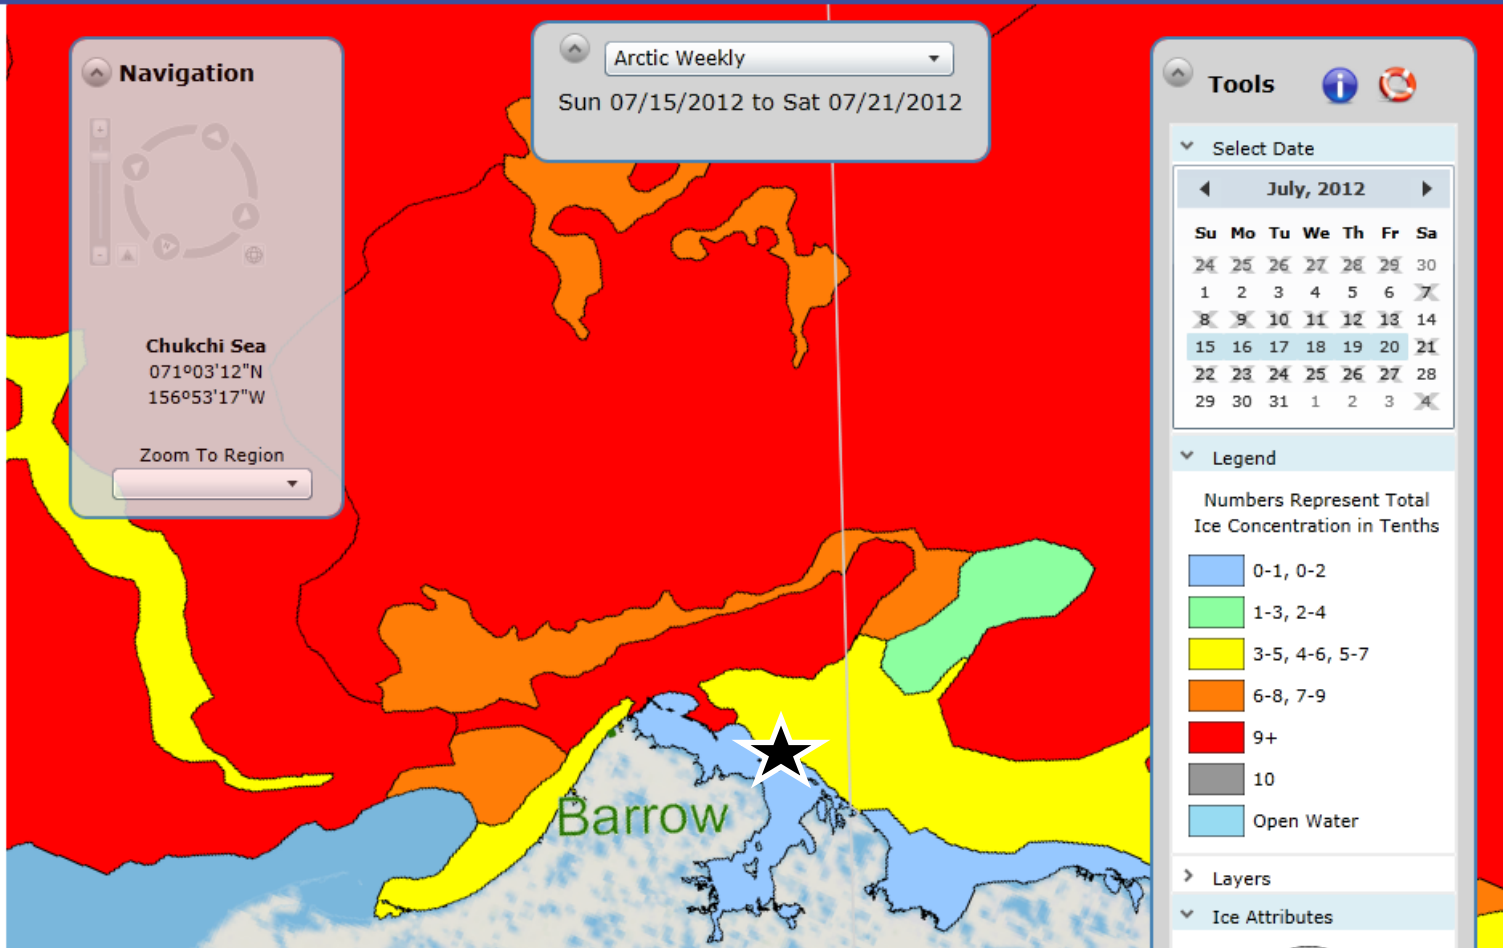 Navigation
Chukchi Sea
071º03'12"N
156º53'17"W
Zoom To Region
Arctic Weekly
Sun 07/15/2012 to Sat 07/21/2012
Barrow
Tools
i
Select Date
July, 2012
Su Mo Tu We Th Fr Sa
24 25 26 27 28 29 30
1 2 3 4 5 6 7
8 9 10 11 12 13 14
15 16 17 18 19 20 21
22 23 24 25 26 27 28
29 30 31 1 2 3 4
Legend
Numbers Represent Total
Ice Concentration in Tenths
0-1, 0-2
1-3, 2-4
3-5, 4-6, 5-7
6-8, 7-9
9+
10
Open Water
Layers
Ice Attributes